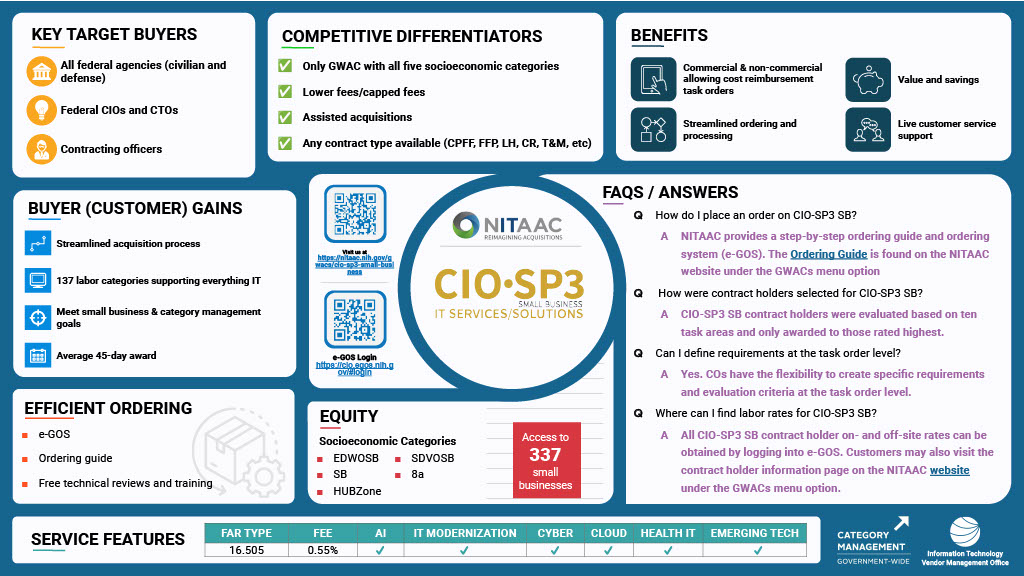 KEY TARGET BUYERS
All federal agencies (civilian and
defense)
Federal CIOs and CTOs
Contracting officers
COMPETITIVE DIFFERENTIATORS
Only GWAC with all five socioeconomic categories
Lower fees/capped fees
Assisted acquisitions
Any contract type available (CPFF, FFP, LH, CR, T&M, etc)
BENEFITS
Commercial & non-commercial
allowing cost reimbursement
task orders
Value and savings
Streamlined ordering and
processing
Live customer service
support
BUYER (CUSTOMER) GAINS
Streamlined acquisition process
137 labor categories supporting everything IT
Meet small business & category management
goals
Average 45-day award
Visit us at
https://nitaac.nih.gov/g
wacs/cio-sp3-small-busi
ness
e-GOS Login
https://cio.egos.nih.g
ov/#login
NITAAC
REIMAGINING ACQUISITIONS
CIO·SP3
SMALL BUSINESS
IT SERVICES/SOLUTIONS
FAQS / ANSWERS
Q How do I place an order on CIO-SP3 SB?
A NITAAC provides a step-by-step ordering guide and ordering
system (e-GOS). The Ordering Guide is found on the NITAAC
website under the GWACs menu option
Q How were contract holders selected for CIO-SP3 SB?
A CIO-SP3 SB contract holders were evaluated based on ten
task areas and only awarded to those rated highest.
Q Can I define requirements at the task order level?
A Yes. COs have the flexibility to create specific requirements
and evaluation criteria at the task order level.
Q Where can I find labor rates for CIO-SP3 SB?
A All CIO-SP3 SB contract holder on- and off-site rates can be
obtained by logging into e-GOS. Customers may also visit the
contract holder information page on the NITAAC website
under the GWACs menu option.
EFFICIENT ORDERING
e-GOS
Ordering guide
Free technical reviews and training
EQUITY
Socioeconomic Categories
EDWOSB
SDVOSB
SB
8a
HUBZone
Access to
337
small
businesses
SERVICE FEATURES
FAR TYPE FEE AI IT MODERNIZATION CYBER CLOUD HEALTH IT EMERGING TECH
16.505 0.55% ✓ ✓ ✓ ✓ ✓ ✓
CATEGORY
MANAGEMENT
GOVERNMENT-WIDE
Information Technology
Vendor Management Office